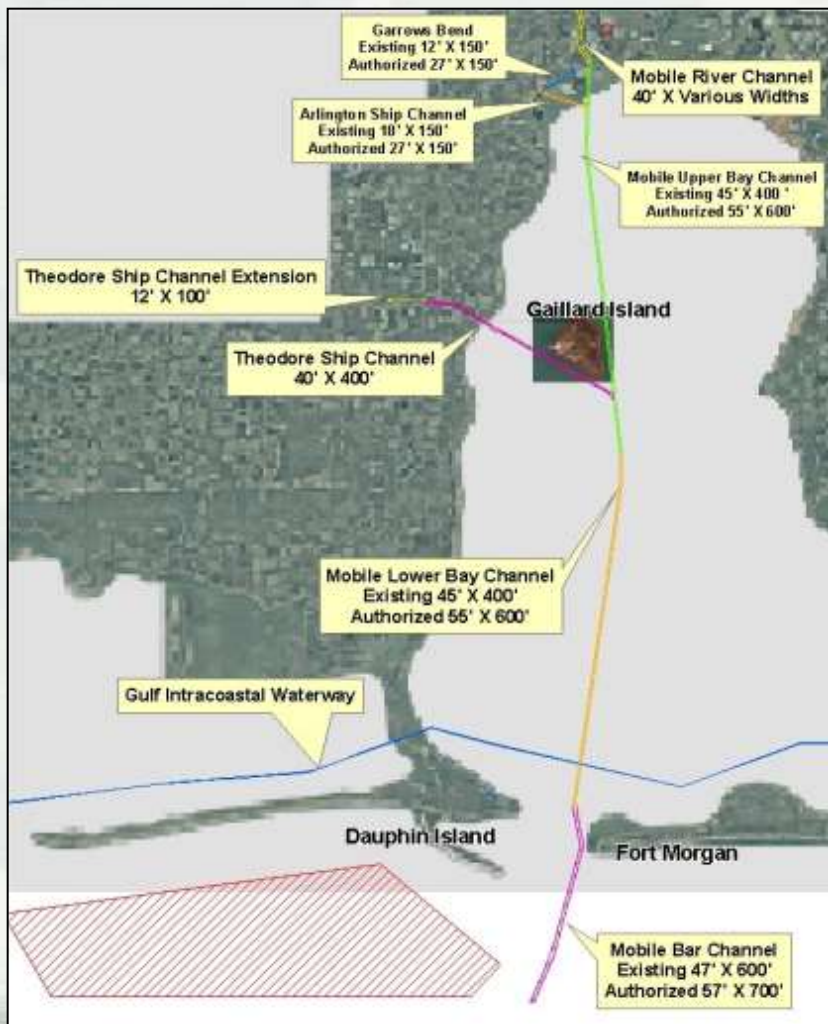 Garrows Bend
Existing 12' X 150'
Authorized 27' X 150'
Mobile River Channel
40' X Various Widths
Arlington Ship Channel
Existing 18' X 150'
Authorized 27' X 150'
Mobile Upper Bay Channel
Existing 45' X 400 '
Authorized 55' X 600'
Theodore Ship Channel Extension
12' X 100'
Gaillard Island
Theodore Ship Channel
40' X 400'
Mobile Lower Bay Channel
Existing 45' X 400'
Authorized 55' X 600'
Gulf Intracoastal Waterway
Dauphin Island
Fort Morgan
Mobile Bar Channel
Existing 47' X 600'
Authorized 57' X 700'